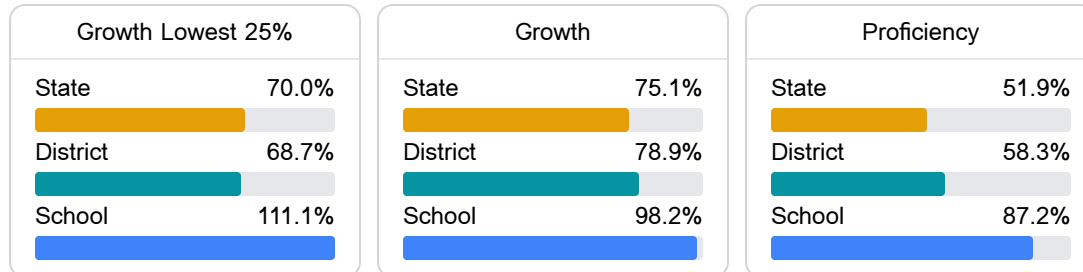 Growth Lowest 25%
State 70.0%
District 68.7%
School 111.1%
Growth
State 75.1%
District 78.9%
School 98.2%
Proficiency
State 51.9%
District 58.3%
School 87.2%